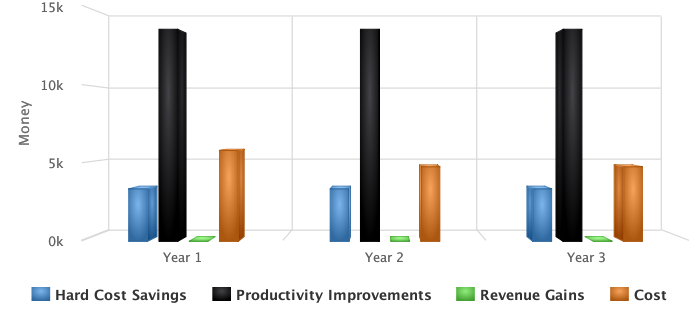 15k
10k
5k
0k
Money
Year 1
Year 2
Year 3
Hard Cost Savings
Productivity Improvements
Revenue Gains
Cost